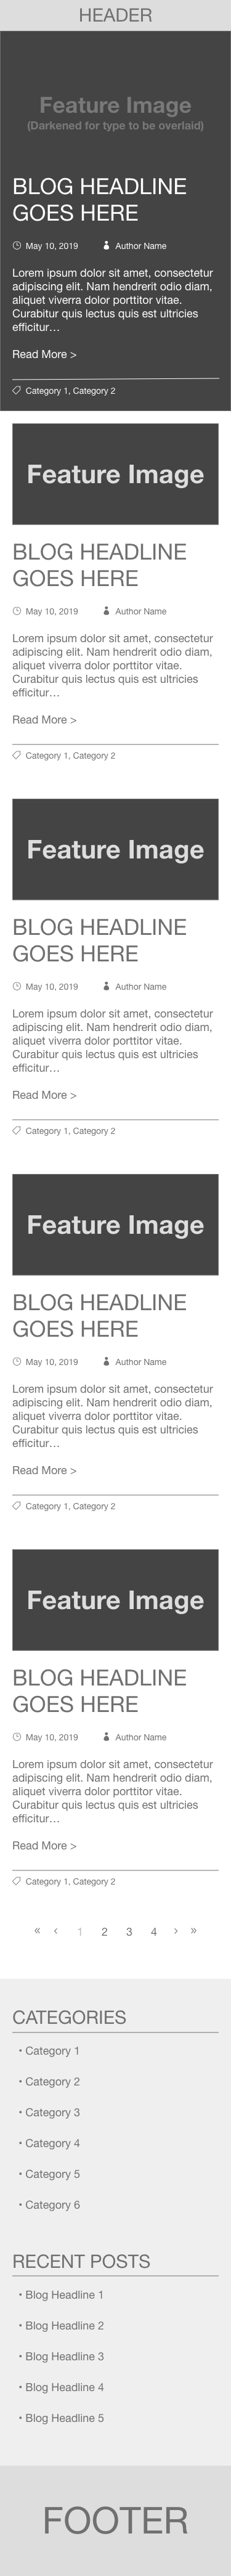 HEADER
Feature Image
(Darkened for type to be overlaid)
BLOG HEADLINE
GOES HERE
May 10, 2019 Author Name
Lorem ipsum dolor sit amet, consectetur
adipiscing elit. Nam hendrerit odio diam,
aliquet viverra dolor porttitor vitae.
Curabitur quis lectus quis est ultricies
efficitur…
Read More >
Category 1, Category 2
Feature Image
BLOG HEADLINE
GOES HERE
May 10, 2019 Author Name
Lorem ipsum dolor sit amet, consectetur
adipiscing elit. Nam hendrerit odio diam,
aliquet viverra dolor porttitor vitae.
Curabitur quis lectus quis est ultricies
efficitur…
Read More >
Category 1, Category 2
Feature Image
BLOG HEADLINE
GOES HERE
May 10, 2019 Author Name
Lorem ipsum dolor sit amet, consectetur
adipiscing elit. Nam hendrerit odio diam,
aliquet viverra dolor porttitor vitae.
Curabitur quis lectus quis est ultricies
efficitur…
Read More >
Category 1, Category 2
Feature Image
BLOG HEADLINE
GOES HERE
May 10, 2019 Author Name
Lorem ipsum dolor sit amet, consectetur
adipiscing elit. Nam hendrerit odio diam,
aliquet viverra dolor porttitor vitae.
Curabitur quis lectus quis est ultricies
efficitur…
Read More >
Category 1, Category 2
Feature Image
BLOG HEADLINE
GOES HERE
May 10, 2019 Author Name
Lorem ipsum dolor sit amet, consectetur
adipiscing elit. Nam hendrerit odio diam,
aliquet viverra dolor porttitor vitae.
Curabitur quis lectus quis est ultricies
efficitur…
Read More >
Category 1, Category 2
« ‹ 1 2 3 4 › »
CATEGORIES
• Category 1
• Category 2
• Category 3
• Category 4
• Category 5
• Category 6
RECENT POSTS
• Blog Headline 1
• Blog Headline 2
• Blog Headline 3
• Blog Headline 4
• Blog Headline 5
FOOTER